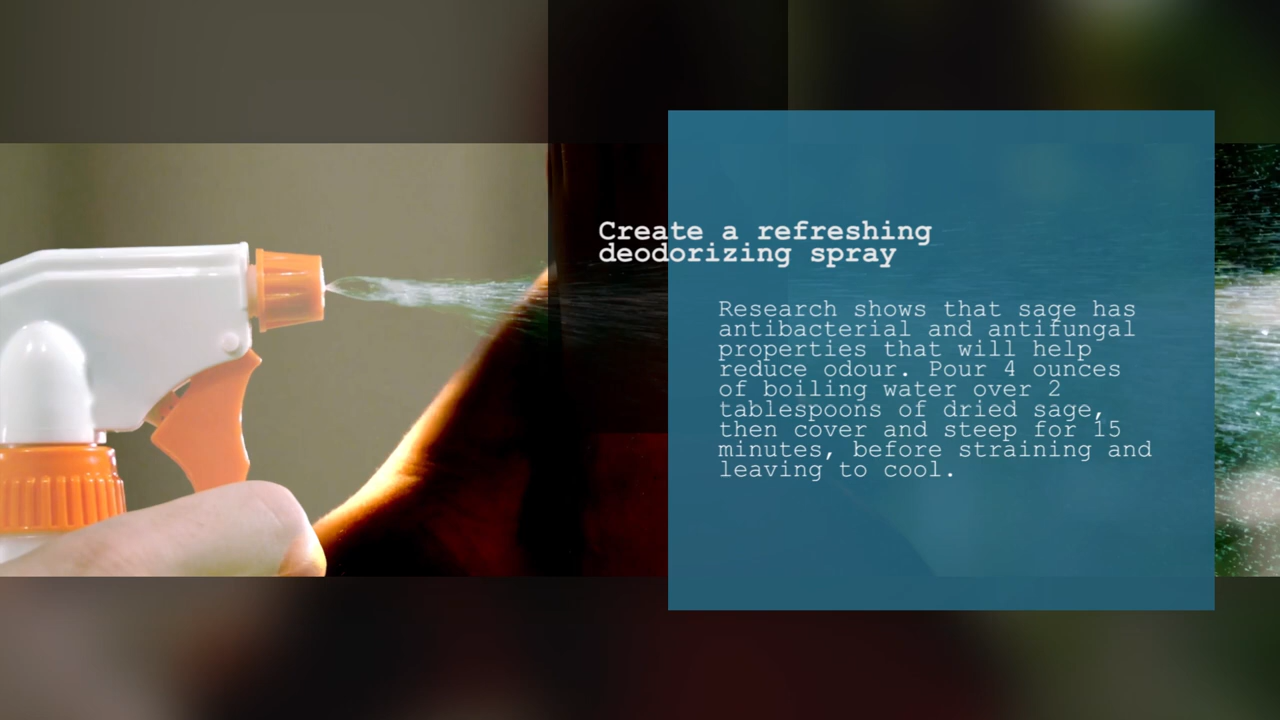 Create a refreshing
deodorizing spray
Research shows that sage has
antibacterial and antifungal
properties that will help
reduce odour. Pour 4 ounces
of boiling water over 2
tablespoons of dried sage,
then cover and steep for 15
minutes, before straining and
leaving to cool.